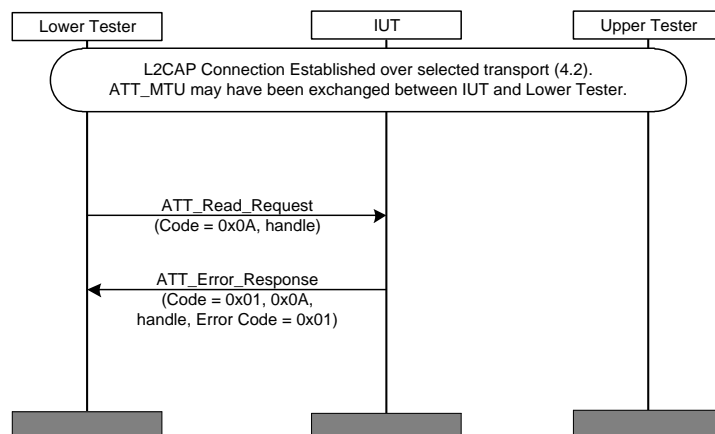 Lower Tester
IUT
Upper Tester
L2CAP Connection Established over selected transport (4.2).
ATT_MTU may have been exchanged between IUT and Lower Tester.
ATT_Read_Request
(Code = 0x0A, handle)
ATT_Error_Response
(Code = 0x01, 0x0A,
handle, Error Code = 0x01)